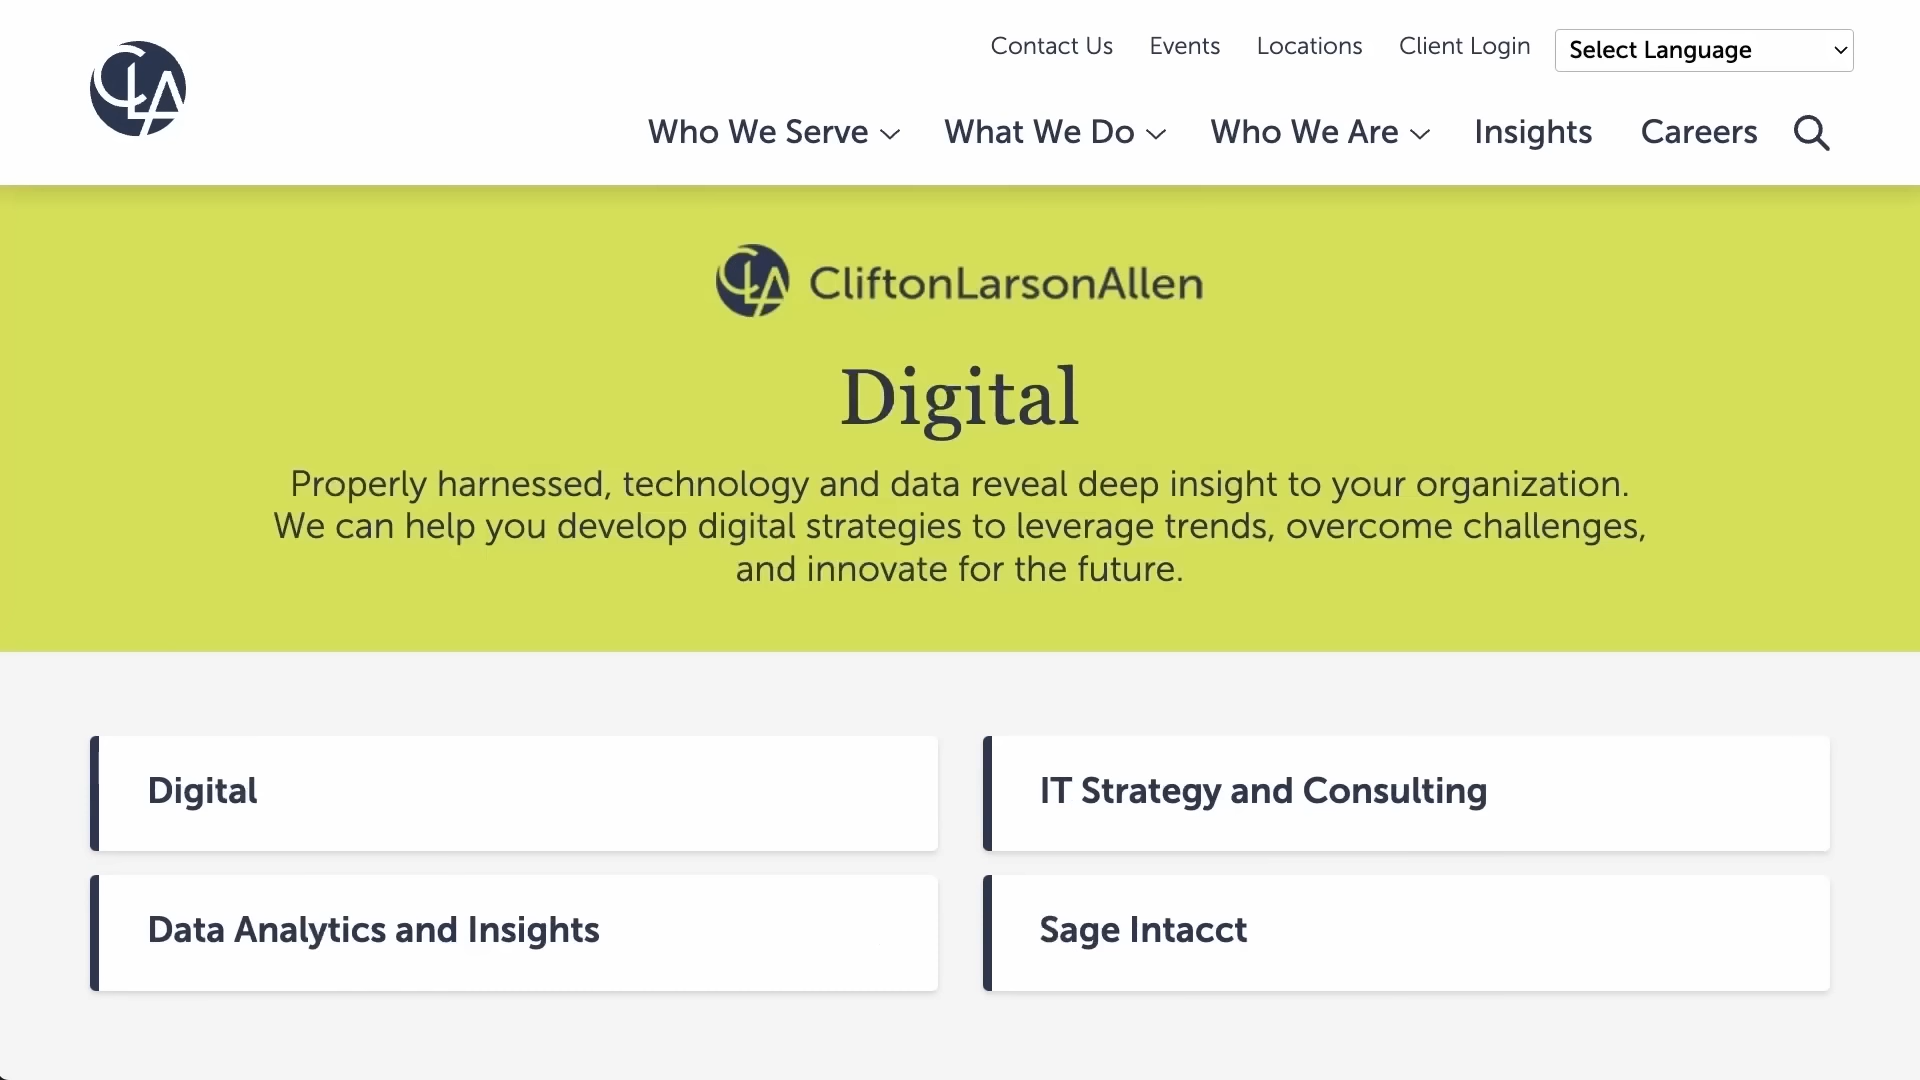 CLA
Contact Us Events Locations Client Login Select Language
Who We Serve What We Do Who We Are Insights Careers
CLA CliftonLarsonAllen
Digital
Properly harnessed, technology and data reveal deep insight to your organization.
We can help you develop digital strategies to leverage trends, overcome challenges,
and innovate for the future.
Digital
IT Strategy and Consulting
Data Analytics and Insights
Sage Intacct